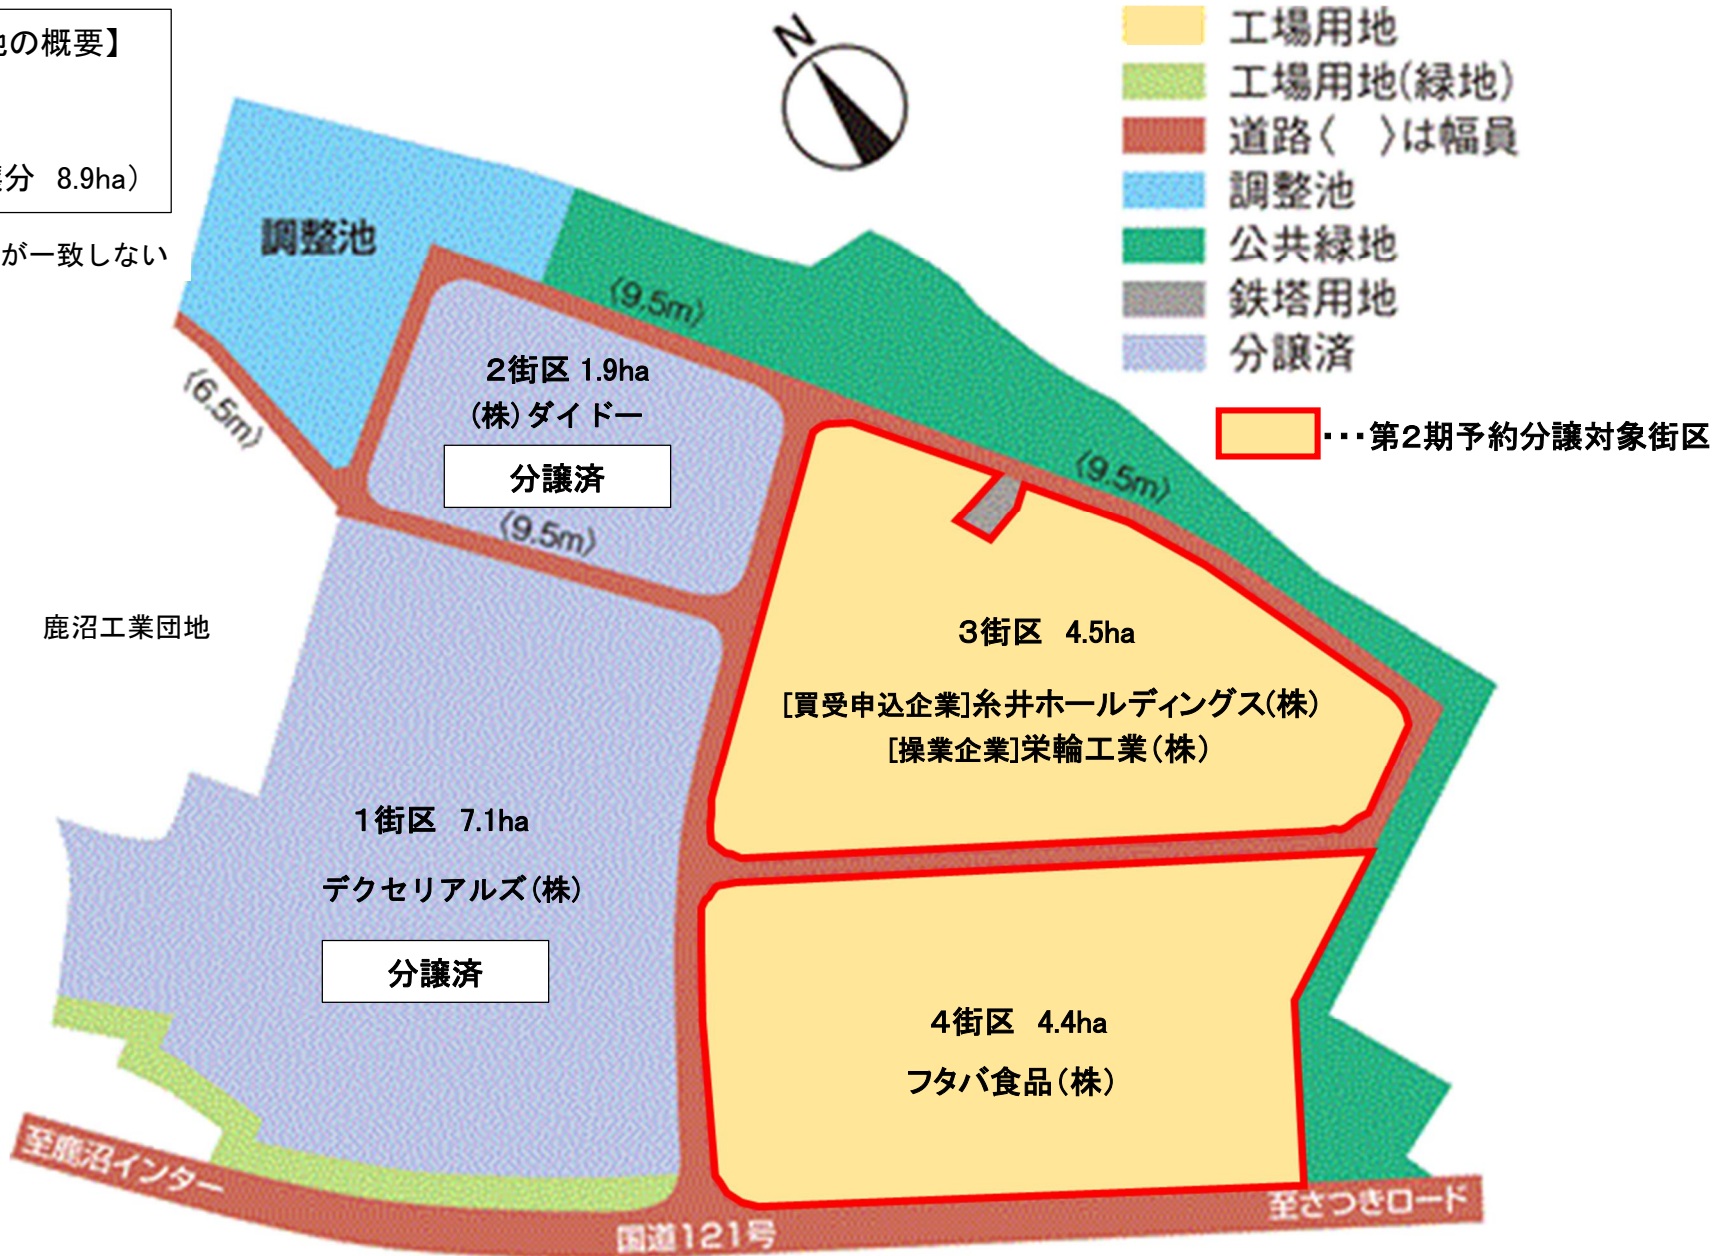 地の概要】
譲分 8.9ha）
が一致しない
N
工場用地
工場用地(緑地)
道路〈 〉は幅員
調整池
公共緑地
鉄塔用地
分譲済
・・・第２期予約分譲対象街区
調整池
〈9.5m〉
〈6.5m〉
２街区 1.9ha
(株)ダイドー
分譲済
〈9.5m〉
〈9.5m〉
鹿沼工業団地
３街区 4.5ha
[買受申込企業]糸井ホールディングス(株)
[操業企業]栄輪工業(株)
１街区 7.1ha
デクセリアルズ(株)
分譲済
４街区 4.4ha
フタバ食品(株)
至鹿沼インター
国道121号
至さつきロード